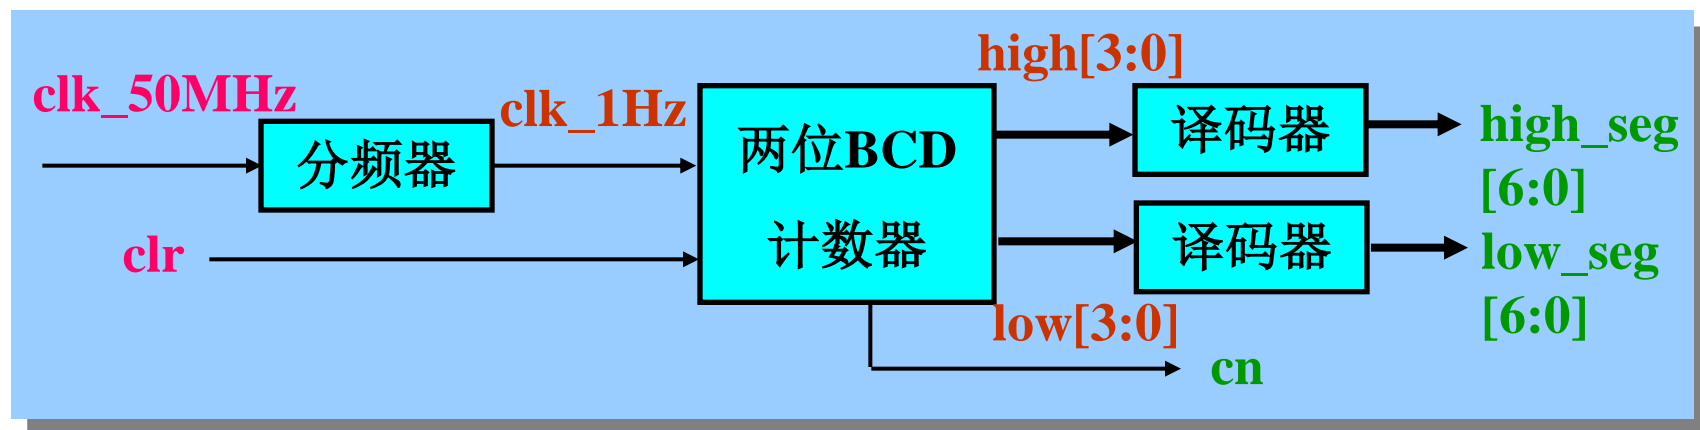 clk_50MHz
分频器
clk_1Hz
clr
两位BCD
计数器
high[3:0]
译码器
high_seg
[6:0]
low[3:0]
译码器
low_seg
[6:0]
cn